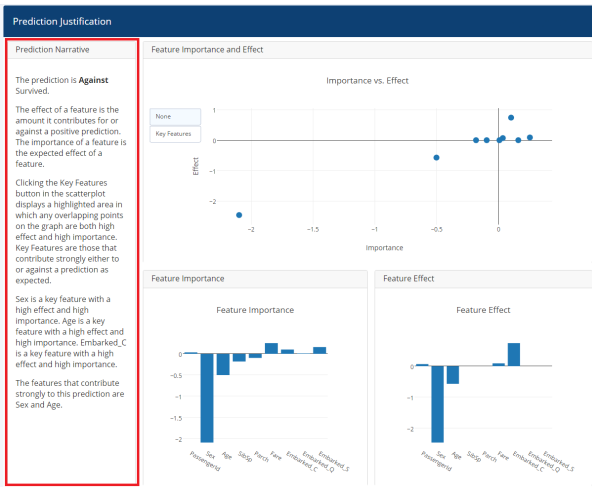 Prediction Justification
Prediction Narrative
The prediction is Against
Survived.
The effect of a feature is the
amount it contributes for or
against a positive prediction.
The importance of a feature is
the expected effect of a
feature.
Clicking the Key Features
button in the scatterplot
displays a highlighted area in
which any overlapping points
on the graph are both high
effect and high importance.
Key Features are those that
contribute strongly either to
or against a prediction as
expected.
Sex is a key feature with a
high effect and high
importance. Age is a key
feature with a high effect and
high importance. Embarked_C
is a key feature with a high
effect and high importance.
The features that contribute
strongly to this prediction are
Sex and Age.
Feature Importance and Effect
Importance vs. Effect
None
Key Features
1
0
−1
−2
Effect
−2
−1.5
−1
−0.5
0
Importance
Feature Importance
Feature Importance
0
−0.5
−1
−1.5
−2
PassengerId
Sex
Age
SibSp
Parch
Fare
Embarked_C
Embarked_Q
Embarked_S
Feature Effect
Feature Effect
0
−1
−2
PassengerId
Sex
Age
SibSp
Parch
Fare
Embarked_C
Embarked_Q
Embarked_S